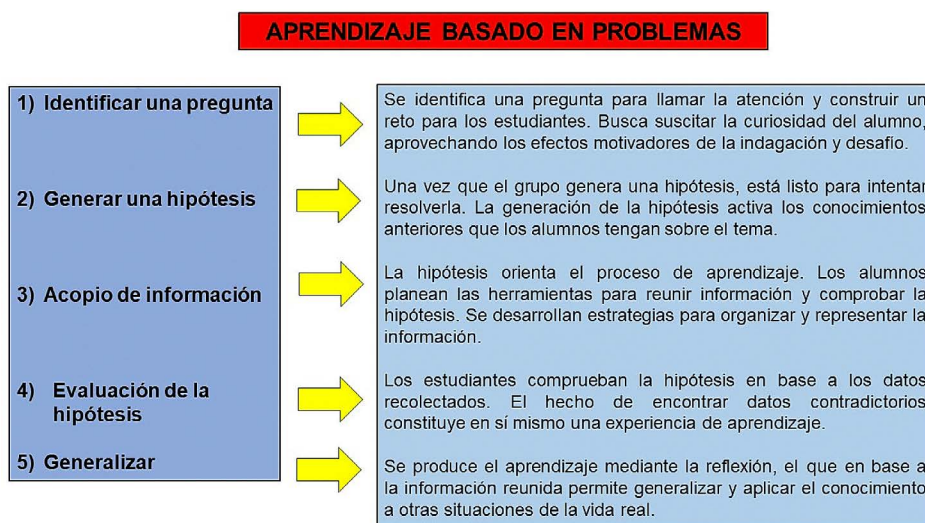 APRENDIZAJE BASADO EN PROBLEMAS
1) Identificar una pregunta
Se identifica una pregunta para llamar la atención y construir un
reto para los estudiantes. Busca suscitar la curiosidad del alumno,
aprovechando los efectos motivadores de la indagación y desafío.
2) Generar una hipótesis
Una vez que el grupo genera una hipótesis, está listo para intentar
resolverla. La generación de la hipótesis activa los conocimientos
anteriores que los alumnos tengan sobre el tema.
3) Acopio de información
La hipótesis orienta el proceso de aprendizaje. Los alumnos
planean las herramientas para reunir información y comprobar la
hipótesis. Se desarrollan estrategias para organizar y representar la
información.
4) Evaluación de la
hipótesis
Los estudiantes comprueban la hipótesis en base a los datos
recolectados. El hecho de encontrar datos contradictorios
constituye en sí mismo una experiencia de aprendizaje.
5) Generalizar
Se produce el aprendizaje mediante la reflexión, el que en base a
la información reunida permite generalizar y aplicar el conocimiento
a otras situaciones de la vida real.